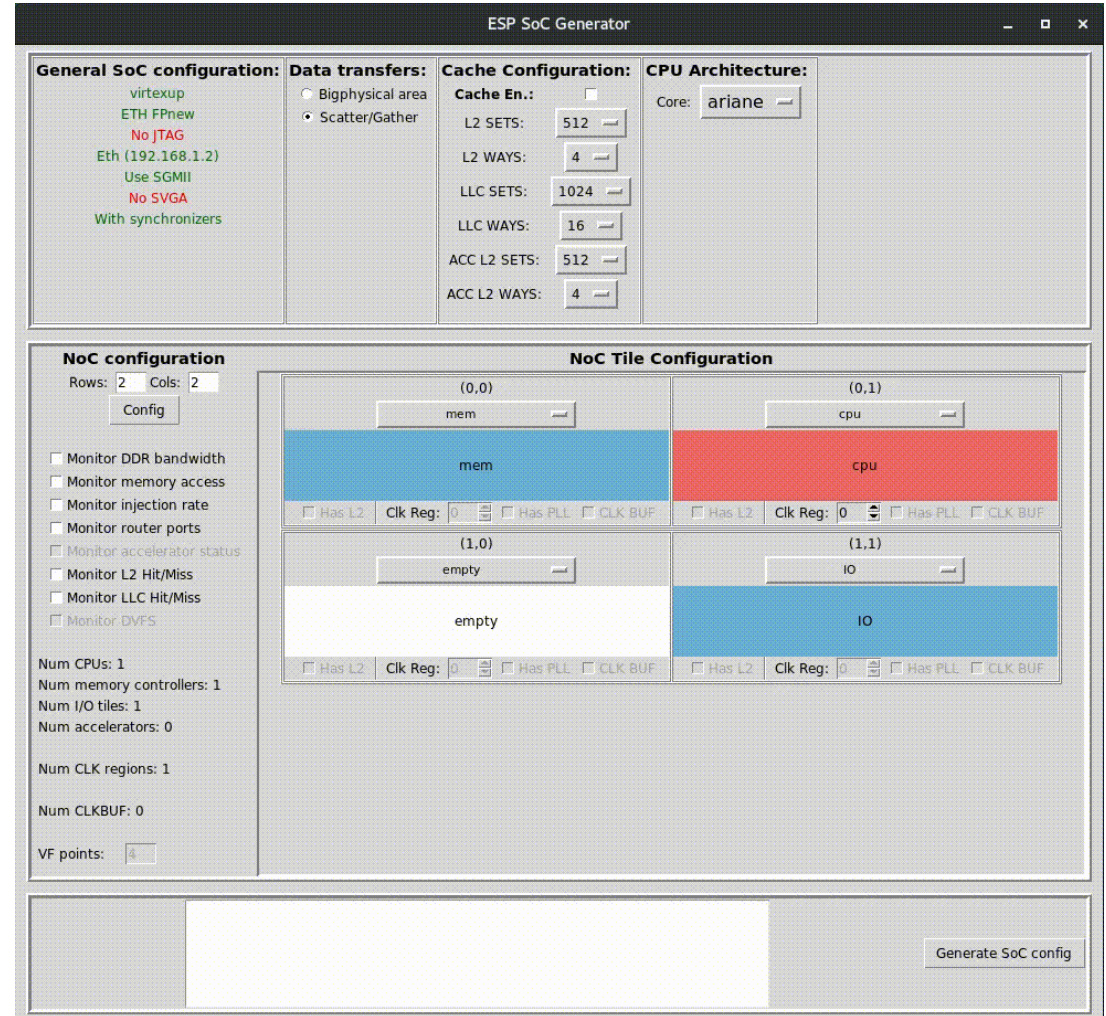 ESP SoC Generator
General SoC configuration:
virtexup
ETH FPnew
No JTAG
Eth (192.168.1.2)
Use SGMII
No SVGA
With synchronizers
Data transfers:
Bigphysical area
Scatter/Gather
Cache Configuration:
Cache En.:
L2 SETS: 512
L2 WAYS: 4
LLC SETS: 1024
LLC WAYS: 16
ACC L2 SETS: 512
ACC L2 WAYS: 4
CPU Architecture:
Core: ariane
NoC configuration
Rows: 2 Cols: 2
Config
Monitor DDR bandwidth
Monitor memory access
Monitor injection rate
Monitor router ports
Monitor accelerator status
Monitor L2 Hit/Miss
Monitor LLC Hit/Miss
Monitor DVFS
Num CPUs: 1
Num memory controllers: 1
Num I/O tiles: 1
Num accelerators: 0
Num CLK regions: 1
Num CLKBUF: 0
VF points: 4
NoC Tile Configuration
(0,0)
mem
mem
Has L2 Clk Reg: 0 Has PLL CLK BUF
(0,1)
cpu
cpu
Has L2 Clk Reg: 0 Has PLL CLK BUF
(1,0)
empty
empty
Has L2 Clk Reg: 0 Has PLL CLK BUF
(1,1)
IO
IO
Has L2 Clk Reg: 0 Has PLL CLK BUF
Generate SoC config